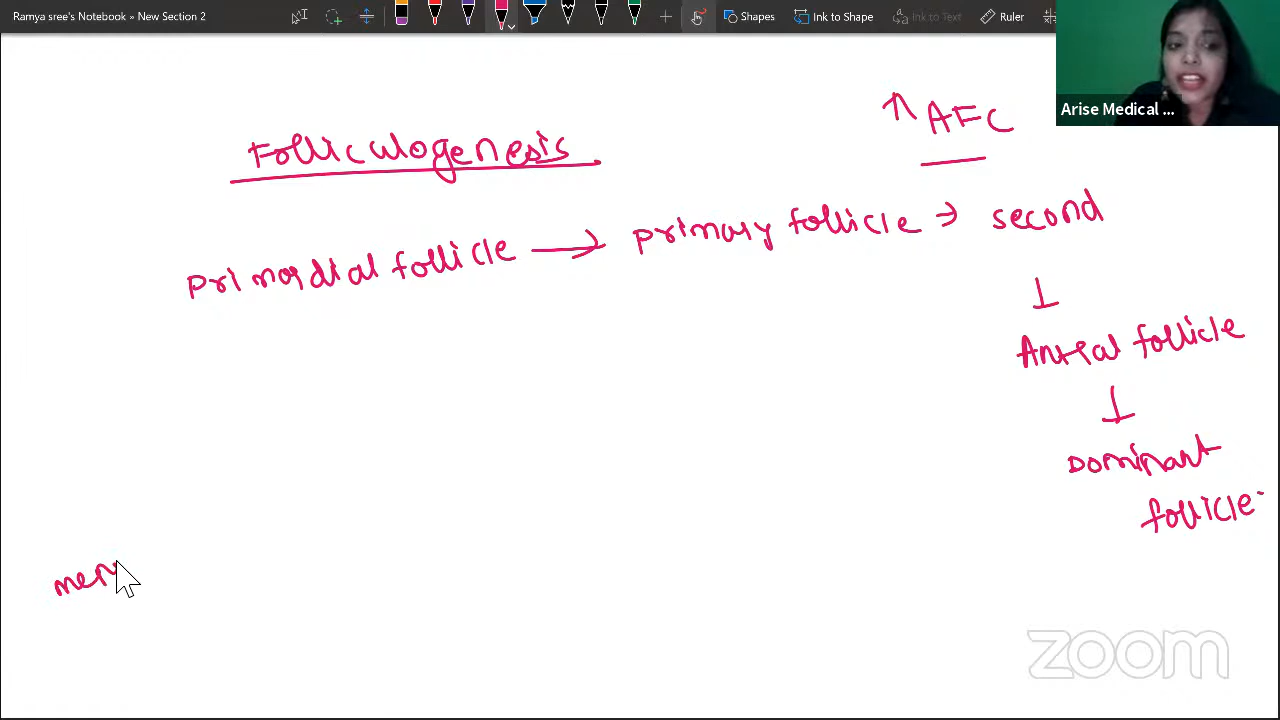 Ramya sree's Notebook » New Section 2
Shapes
Ink to Shape
Ink to Text
Ruler
Arise Medical ...
↑ AFC
Folliculogenesis
primordial follicle → primary follicle → second
↓
Antral follicle
↓
Dominant
follicle
men
zoom